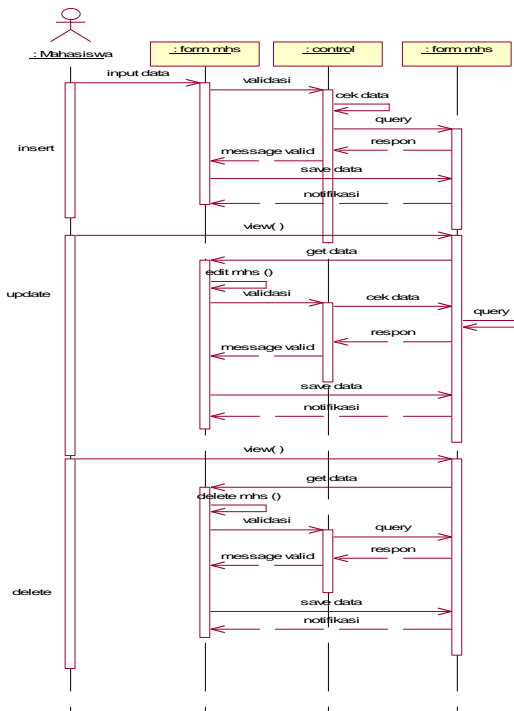 : Mahasiswa
: form mhs
: control
: form mhs
input data
validasi
cek data
query
insert
respon
message valid
save data
notifikasi
view( )
get data
edit mhs ()
update
validasi
cek data
query
respon
message valid
save data
notifikasi
view( )
get data
delete mhs ()
validasi
query
respon
message valid
delete
save data
notifikasi